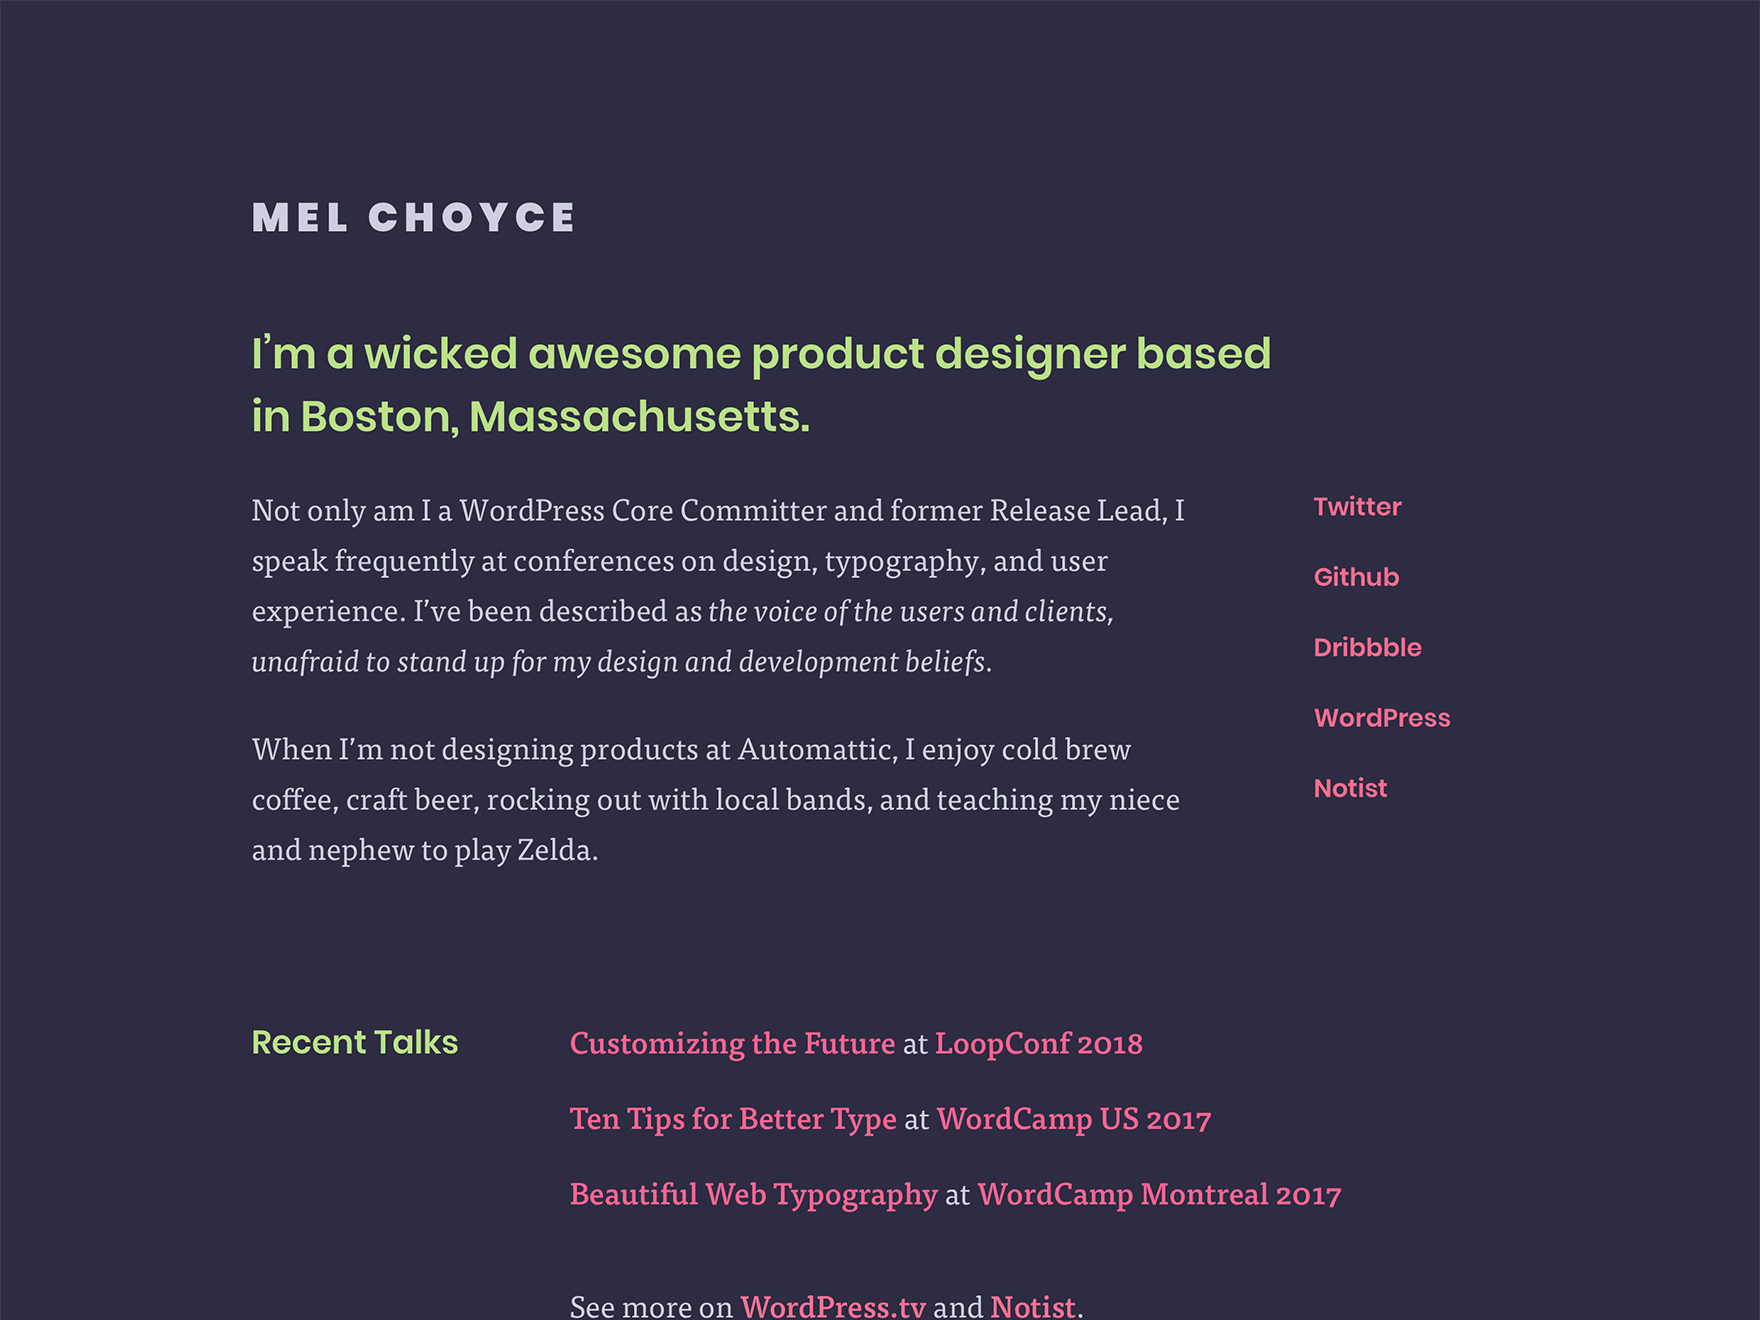 MEL CHOYCE
I’m a wicked awesome product designer based
in Boston, Massachusetts.
Not only am I a WordPress Core Committer and former Release Lead, I
speak frequently at conferences on design, typography, and user
experience. I’ve been described as the voice of the users and clients,
unafraid to stand up for my design and development beliefs.
When I’m not designing products at Automattic, I enjoy cold brew
coffee, craft beer, rocking out with local bands, and teaching my niece
and nephew to play Zelda.
Twitter
Github
Dribbble
WordPress
Notist
Recent Talks
Customizing the Future at LoopConf 2018
Ten Tips for Better Type at WordCamp US 2017
Beautiful Web Typography at WordCamp Montreal 2017
See more on WordPress.tv and Notist.